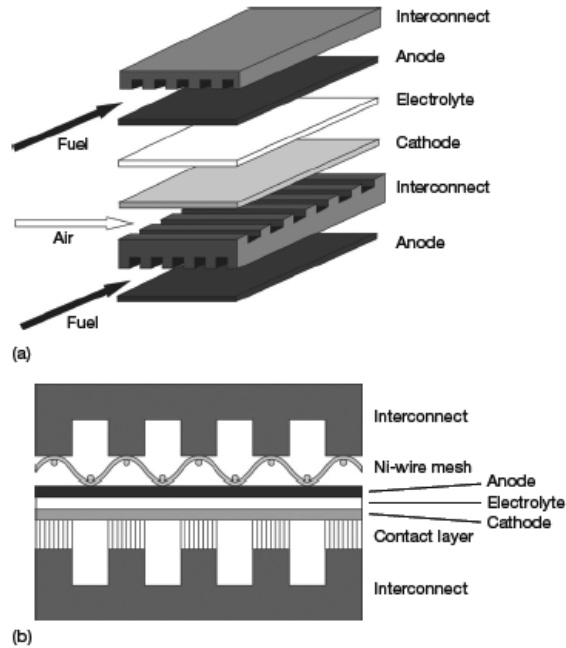 Interconnect
Anode
Electrolyte
Fuel
Cathode
Interconnect
Air
Anode
Fuel
(a)
Interconnect
Ni-wire mesh
Anode
Electrolyte
Cathode
Contact layer
Interconnect
(b)